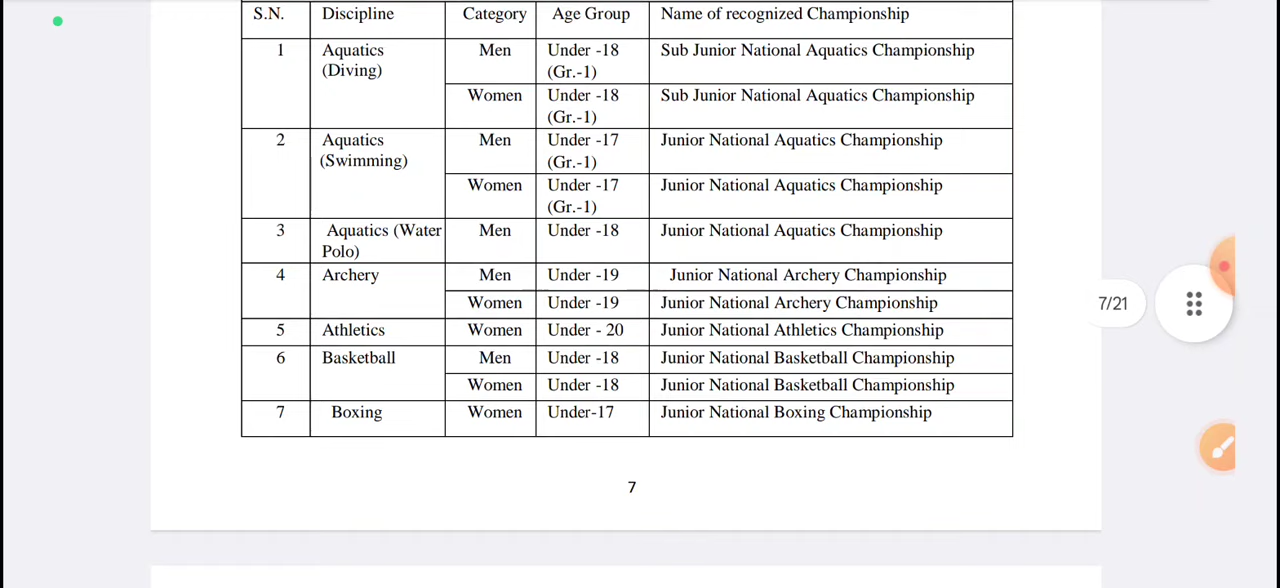 S.N. Discipline Category Age Group Name of recognized Championship
1 Aquatics Men Under -18 Sub Junior National Aquatics Championship
(Diving) (Gr.-1)
Women Under -18 Sub Junior National Aquatics Championship
(Gr.-1)
2 Aquatics Men Under -17 Junior National Aquatics Championship
(Swimming) (Gr.-1)
Women Under -17 Junior National Aquatics Championship
(Gr.-1)
3 Aquatics (Water Men Under -18 Junior National Aquatics Championship
Polo)
4 Archery Men Under -19 Junior National Archery Championship
Women Under -19 Junior National Archery Championship
5 Athletics Women Under - 20 Junior National Athletics Championship
6 Basketball Men Under -18 Junior National Basketball Championship
Women Under -18 Junior National Basketball Championship
7 Boxing Women Under-17 Junior National Boxing Championship
7
7/21